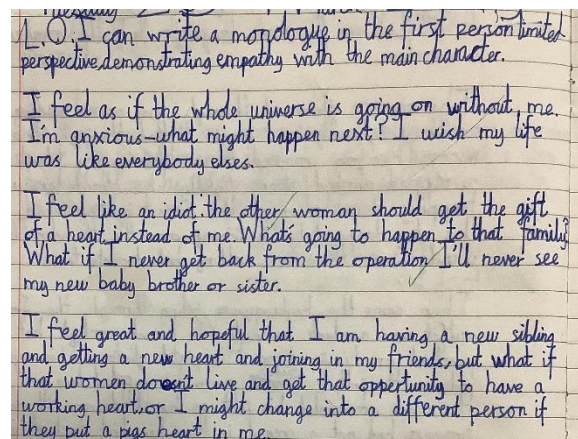 L.O. I can write a monologue in the first person limited
perspective demonstrating empathy with the main character.
I feel as if the whole universe is going on without me.
I'm anxious-what might happen next? I wish my life
was like everybody elses.
I feel like an idiot. the other woman should get the gift
of a heart instead of me. What's going to happen to that family?
What if I never get back from the operation I'll never see
my new baby brother or sister.
I feel great and hopeful that I am having a new sibling
and getting a new heart and joining in my friends, but what if
that women doesnt live and get that oppertunity to have a
working heart. or I might change into a different person if
they put a pigs heart in me.